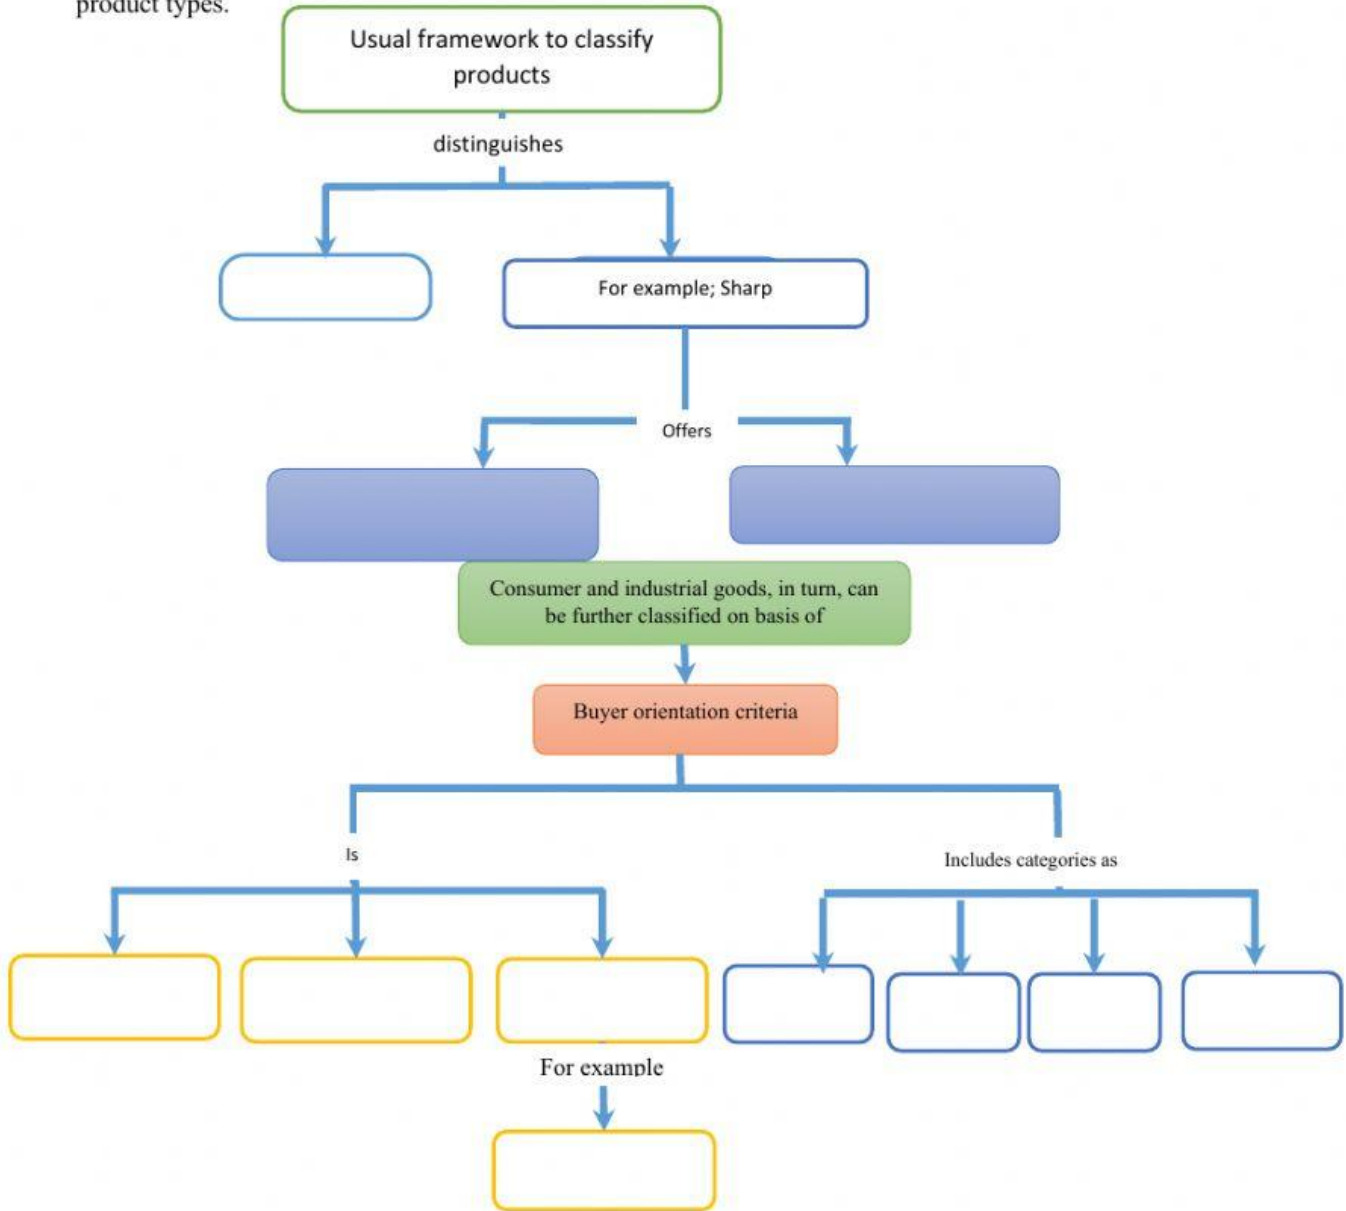 product types.
Usual framework to classify
products
distinguishes
For example; Sharp
Offers
Consumer and industrial goods, in turn, can
be further classified on basis of
Buyer orientation criteria
Is
Includes categories as
For example